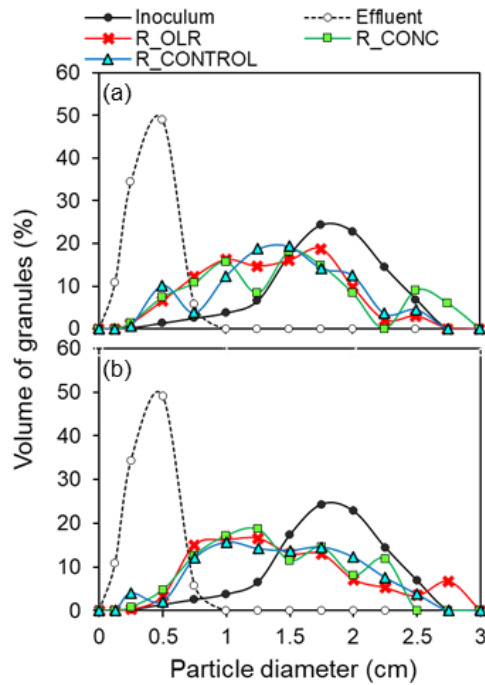 Inoculum Effluent
R_OLR R_CONC
R_CONTROL
60
(a)
50
40
30
20
10
0
60
(b)
50
40
30
20
10
0
0 0.5 1 1.5 2 2.5 3
Volume of granules (%)
Particle diameter (cm)